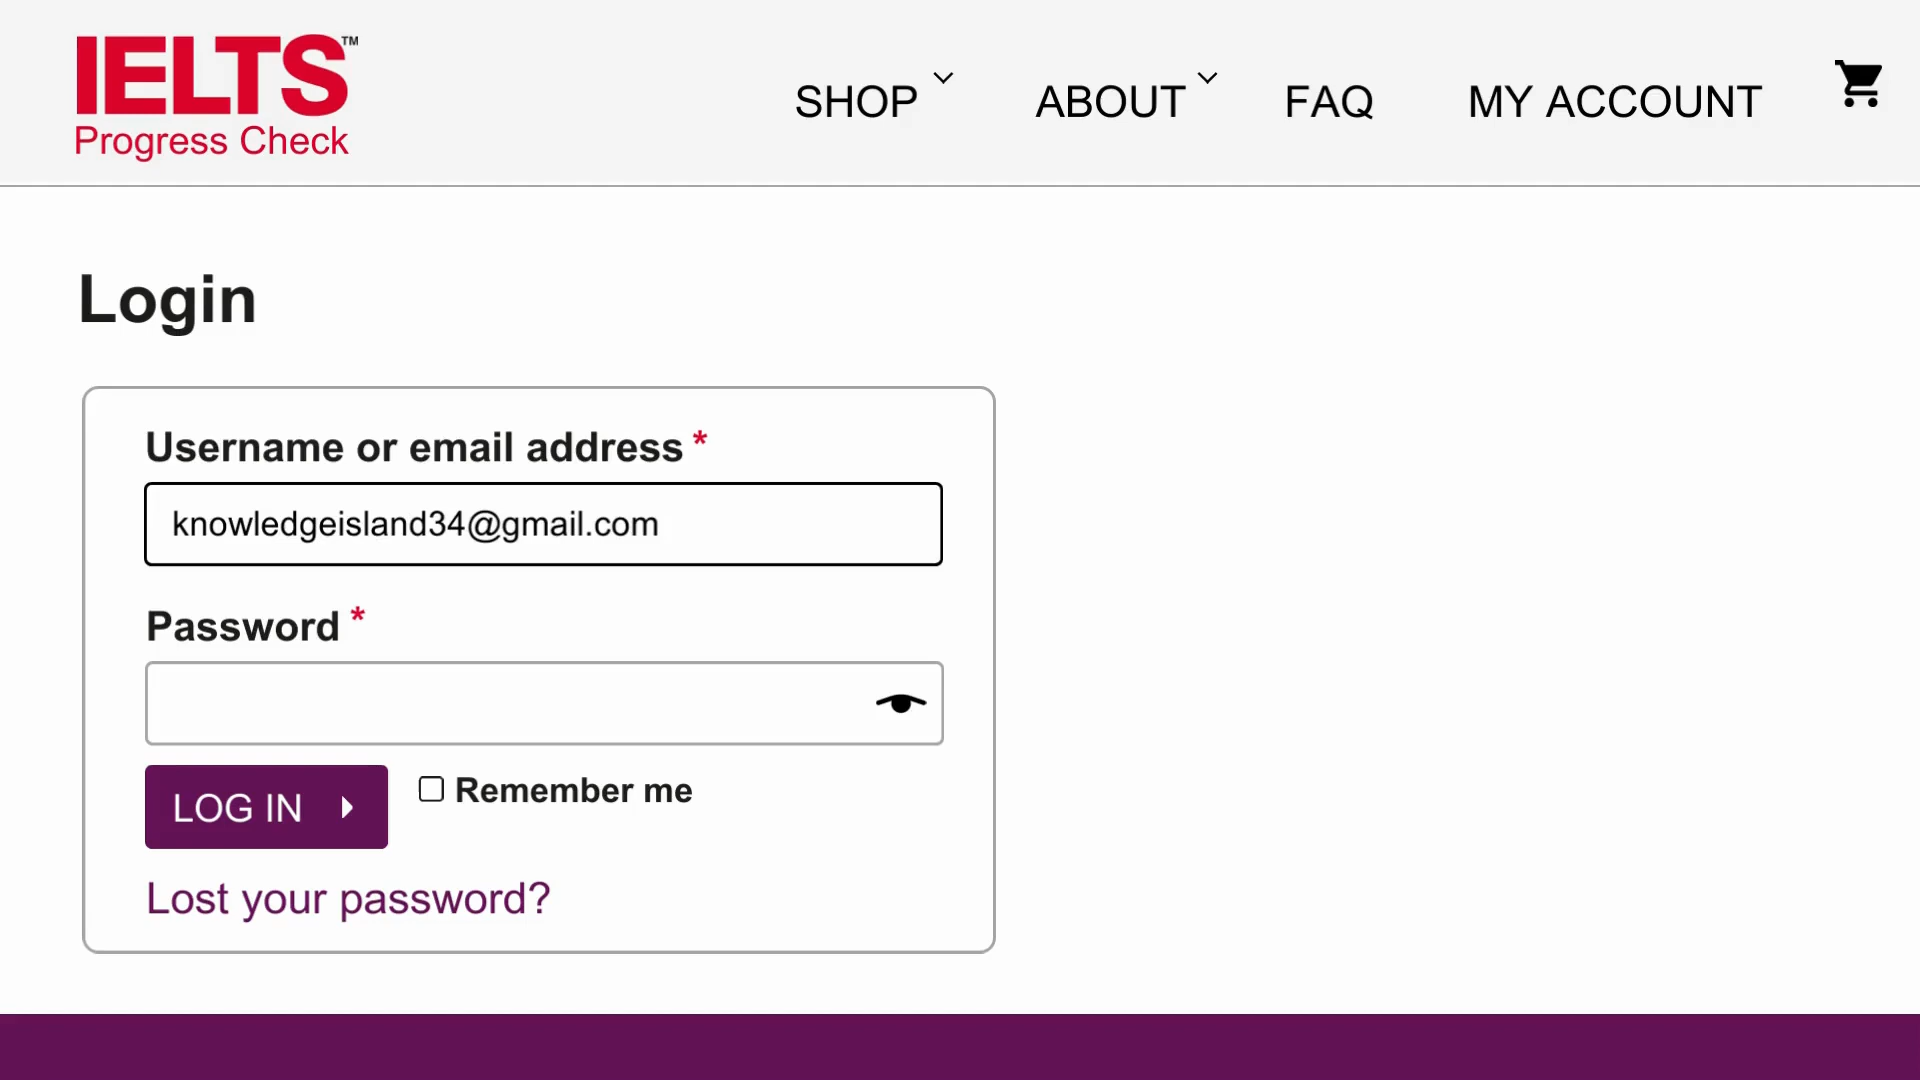 IELTS™
Progress Check
SHOP
ABOUT
FAQ
MY ACCOUNT
Login
Username or email address *
knowledgeisland34@gmail.com
Password *
LOG IN
Remember me
Lost your password?